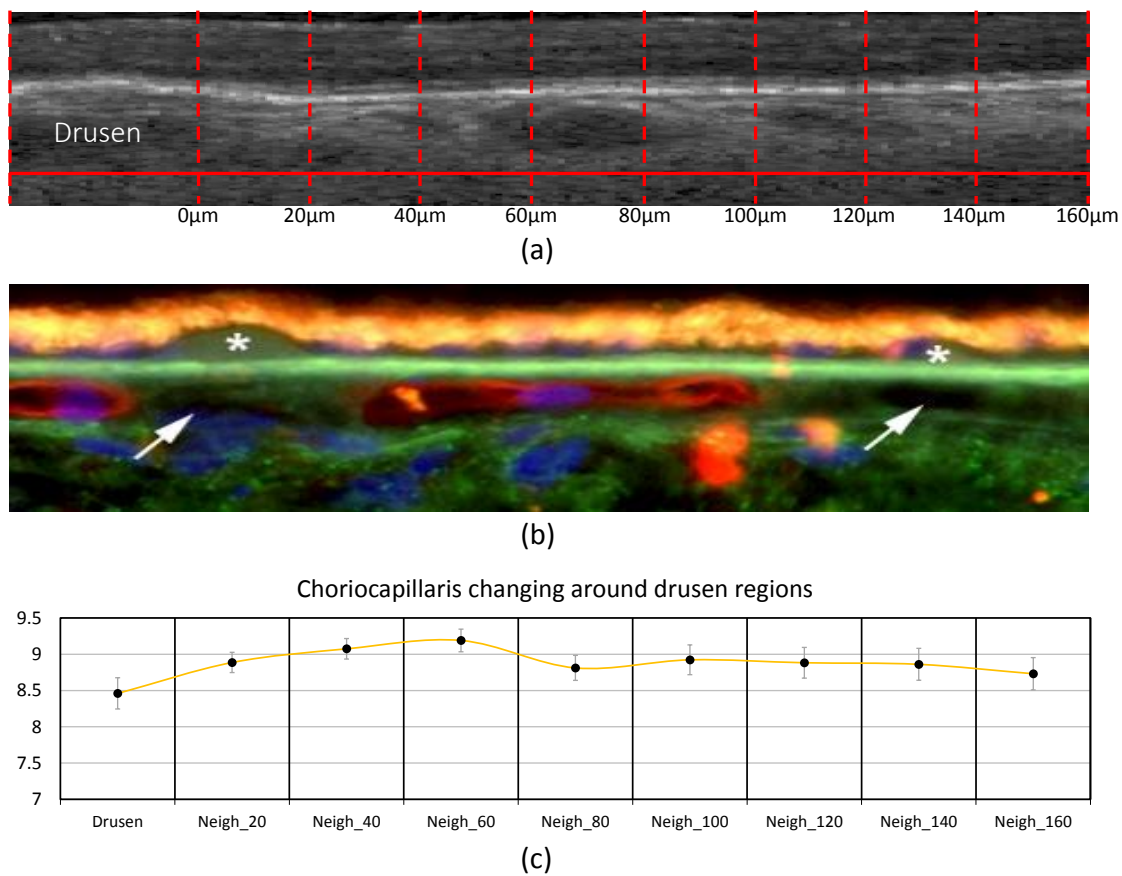 Drusen
0µm 20µm 40µm 60µm 80µm 100µm 120µm 140µm 160µm
(a)
* *
(b)
Choriocapillaris changing around drusen regions
9.5
9
8.5
8
7.5
7
Drusen Neigh_20 Neigh_40 Neigh_60 Neigh_80 Neigh_100 Neigh_120 Neigh_140 Neigh_160
(c)